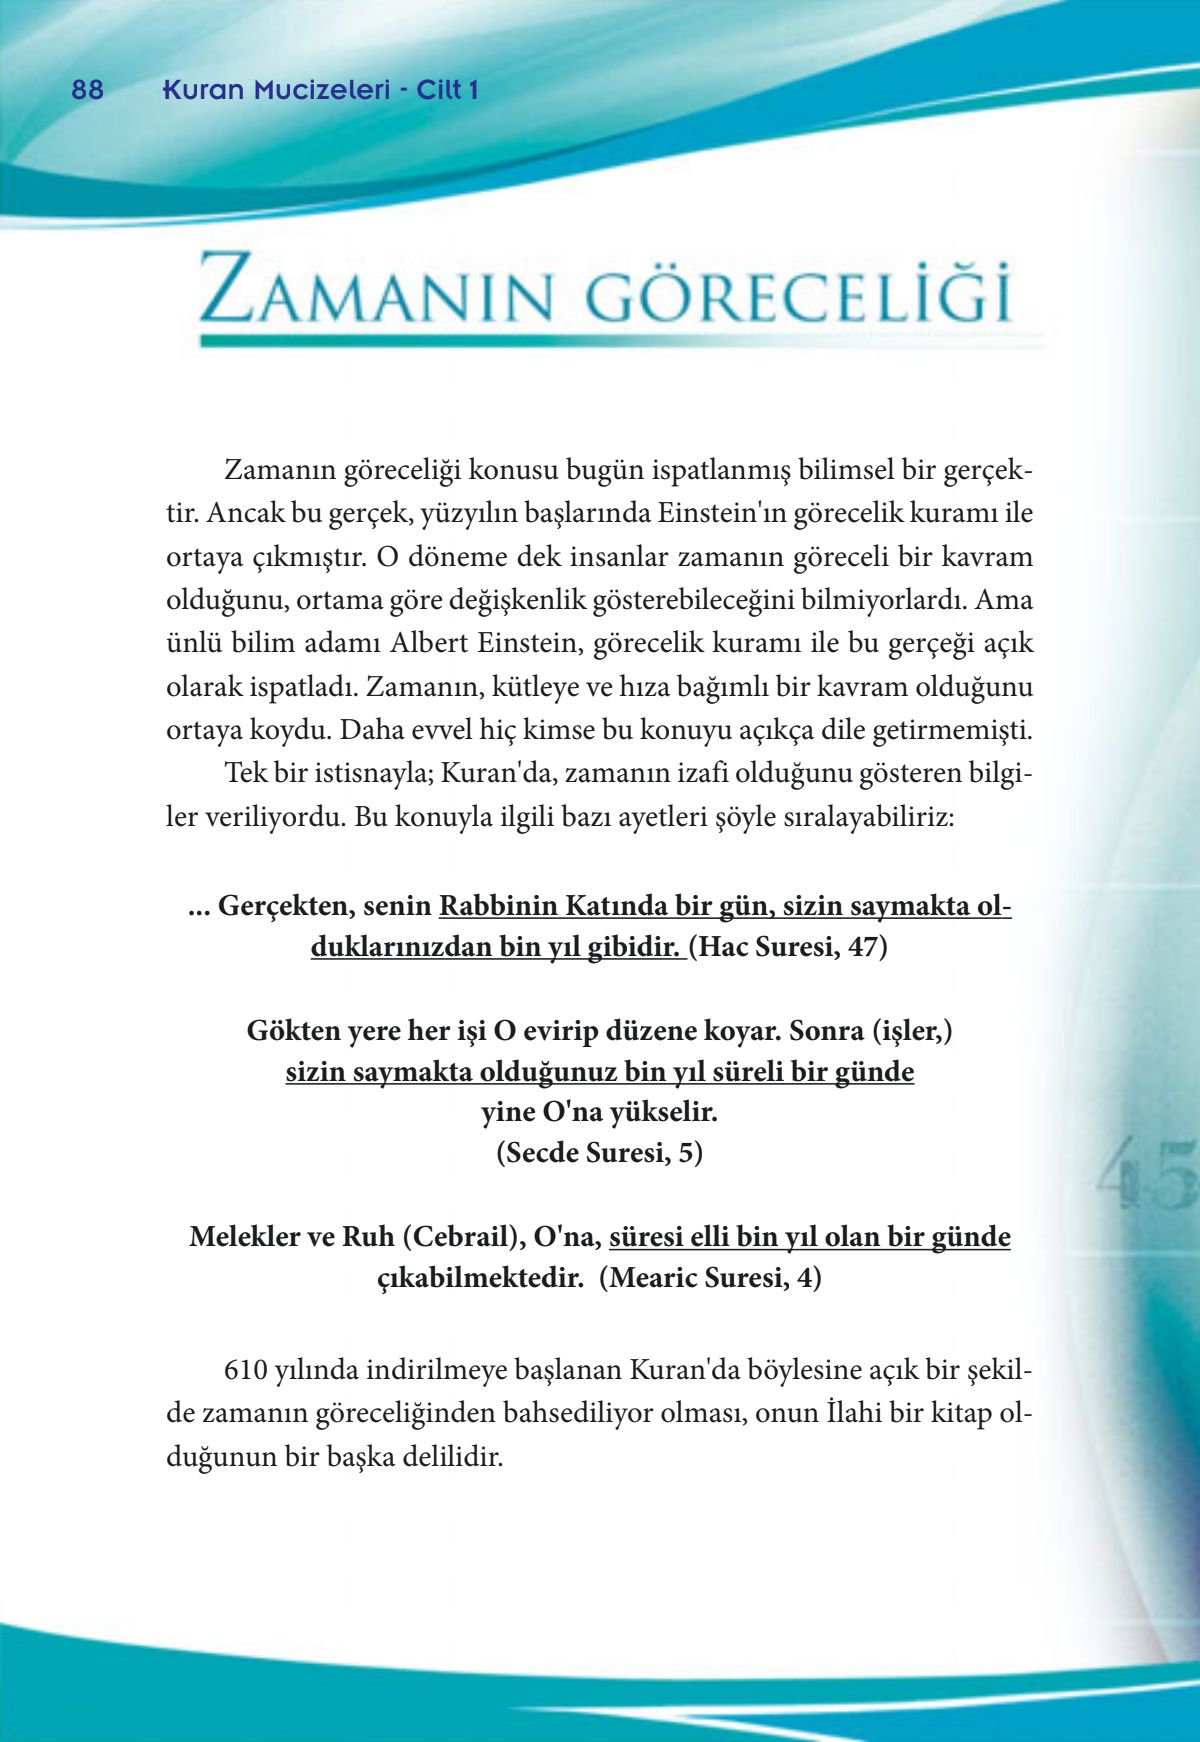 88 Kuran Mucizeleri - Cilt 1
ZAMANIN GÖRECELİĞİ
Zamanın göreceliği konusu bugün ispatlanmış bilimsel bir gerçek-
tir. Ancak bu gerçek, yüzyılın başlarında Einstein'ın görecelik kuramı ile
ortaya çıkmıştır. O döneme dek insanlar zamanın göreceli bir kavram
olduğunu, ortama göre değişkenlik gösterebileceğini bilmiyorlardı. Ama
ünlü bilim adamı Albert Einstein, görecelik kuramı ile bu gerçeği açık
olarak ispatladı. Zamanın, kütleye ve hıza bağımlı bir kavram olduğunu
ortaya koydu. Daha evvel hiç kimse bu konuyu açıkça dile getirmemişti.
Tek bir istisnayla; Kuran'da, zamanın izafi olduğunu gösteren bilgi-
ler veriliyordu. Bu konuyla ilgili bazı ayetleri şöyle sıralayabiliriz:
... Gerçekten, senin Rabbinin Katında bir gün, sizin saymakta ol-
duklarınızdan bin yıl gibidir. (Hac Suresi, 47)
Gökten yere her işi O evirip düzene koyar. Sonra (işler,)
sizin saymakta olduğunuz bin yıl süreli bir günde
yine O'na yükselir.
(Secde Suresi, 5)
Melekler ve Ruh (Cebrail), O'na, süresi elli bin yıl olan bir günde
çıkabilmektedir. (Mearic Suresi, 4)
610 yılında indirilmeye başlanan Kuran'da böylesine açık bir şekil-
de zamanın göreceliğinden bahsediliyor olması, onun İlahi bir kitap ol-
duğunun bir başka delilidir.
45